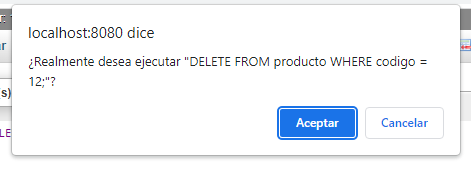 localhost:8080 dice
¿Realmente desea ejecutar "DELETE FROM producto WHERE codigo =
12;"?
Aceptar
Cancelar